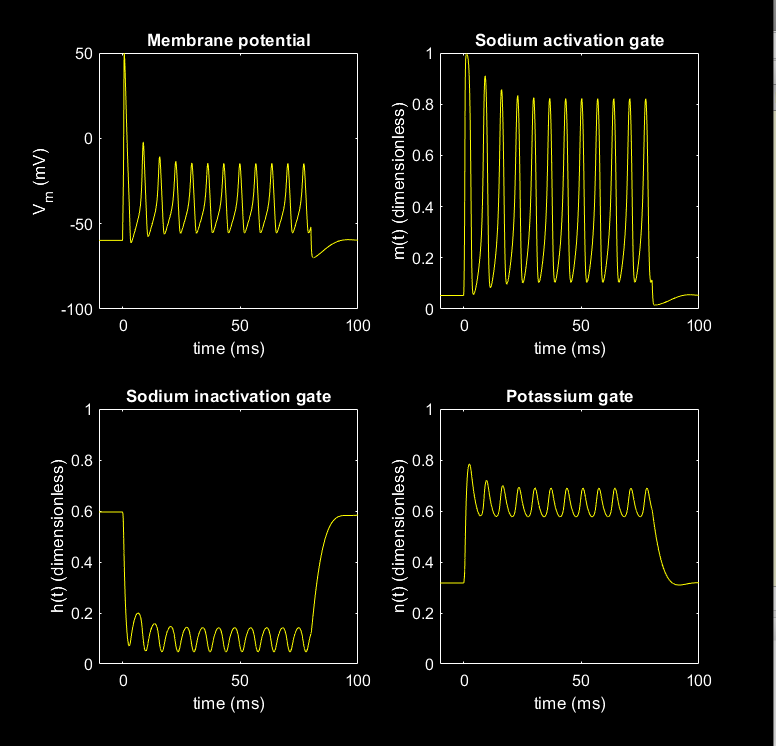 Membrane potential
50
0
-50
-100
V_m (mV)
0 50 100
time (ms)
Sodium activation gate
1
0.8
0.6
0.4
0.2
0
m(t) (dimensionless)
0 50 100
time (ms)
Sodium inactivation gate
1
0.8
0.6
0.4
0.2
0
h(t) (dimensionless)
0 50 100
time (ms)
Potassium gate
1
0.8
0.6
0.4
0.2
0
n(t) (dimensionless)
0 50 100
time (ms)